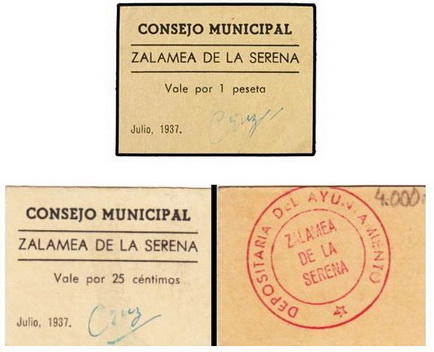 CONSEJO MUNICIPAL
ZALAMEA DE LA SERENA
Vale por 1 peseta
Julio, 1937.
Cruz
CONSEJO MUNICIPAL
ZALAMEA DE LA SERENA
Vale por 25 céntimos
Julio, 1937.
Cruz
4.000
DEPOSITARIA DEL AYUNTAMIENTO
ZALAMEA
DE LA
SERENA